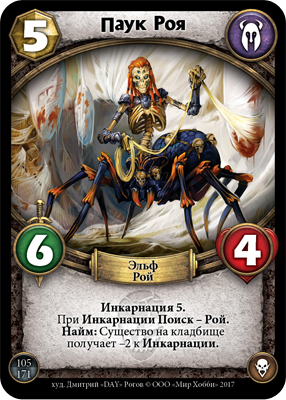 5
Паук Роя
6
4
Эльф
Рой
Инкарнация 5.
При Инкарнации Поиск – Рой.
Найм: Существо на кладбище
получает –2 к Инкарнации.
105
171
худ. Дмитрий «DAY» Рогов © ООО «Мир Хобби» 2017